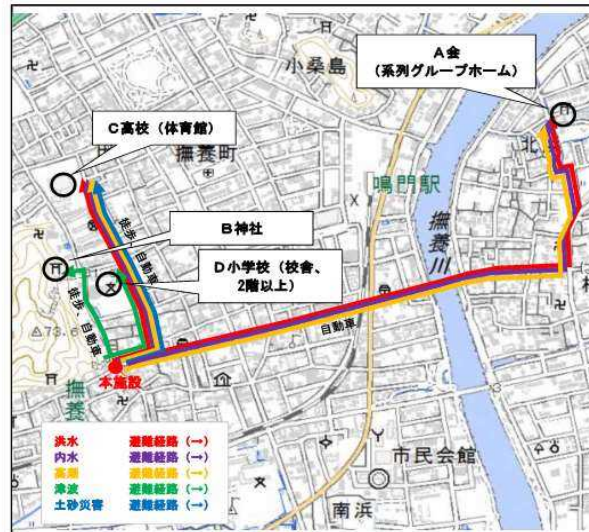 A会
(系列グループホーム)
小桑島
C高校(体育館)
撫養町
鳴門駅
撫養川
B神社
D小学校(校舎、
2階以上)
徒歩、自動車
徒歩、自動車
自動車
73.6
本施設
撫養
市民会館
南浜
洪水 避難経路(→)
内水 避難経路(→)
高潮 避難経路(→)
津波 避難経路(→)
土砂災害 避難経路(→)